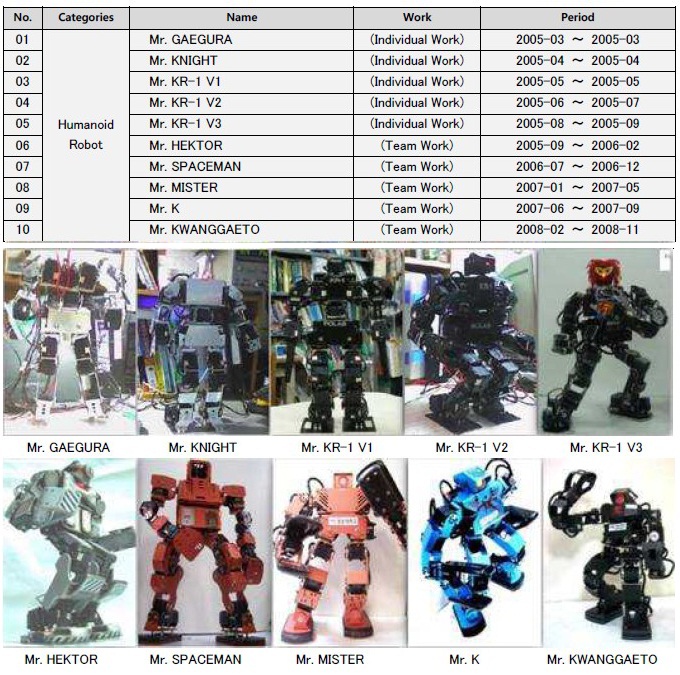 No. Categories Name Work Period
01 Mr. GAEGURA (Individual Work) 2005-03 ～ 2005-03
02 Mr. KNIGHT (Individual Work) 2005-04 ～ 2005-04
03 Mr. KR-1 V1 (Individual Work) 2005-05 ～ 2005-05
04 Mr. KR-1 V2 (Individual Work) 2005-06 ～ 2005-07
05 Humanoid Robot Mr. KR-1 V3 (Individual Work) 2005-08 ～ 2005-09
06 Mr. HEKTOR (Team Work) 2005-09 ～ 2006-02
07 Mr. SPACEMAN (Team Work) 2006-07 ～ 2006-12
08 Mr. MISTER (Team Work) 2007-01 ～ 2007-05
09 Mr. K (Team Work) 2007-06 ～ 2007-09
10 Mr. KWANGGAETO (Team Work) 2008-02 ～ 2008-11
Mr. GAEGURA Mr. KNIGHT Mr. KR-1 V1 Mr. KR-1 V2 Mr. KR-1 V3
Mr. HEKTOR Mr. SPACEMAN Mr. MISTER Mr. K Mr. KWANGGAETO